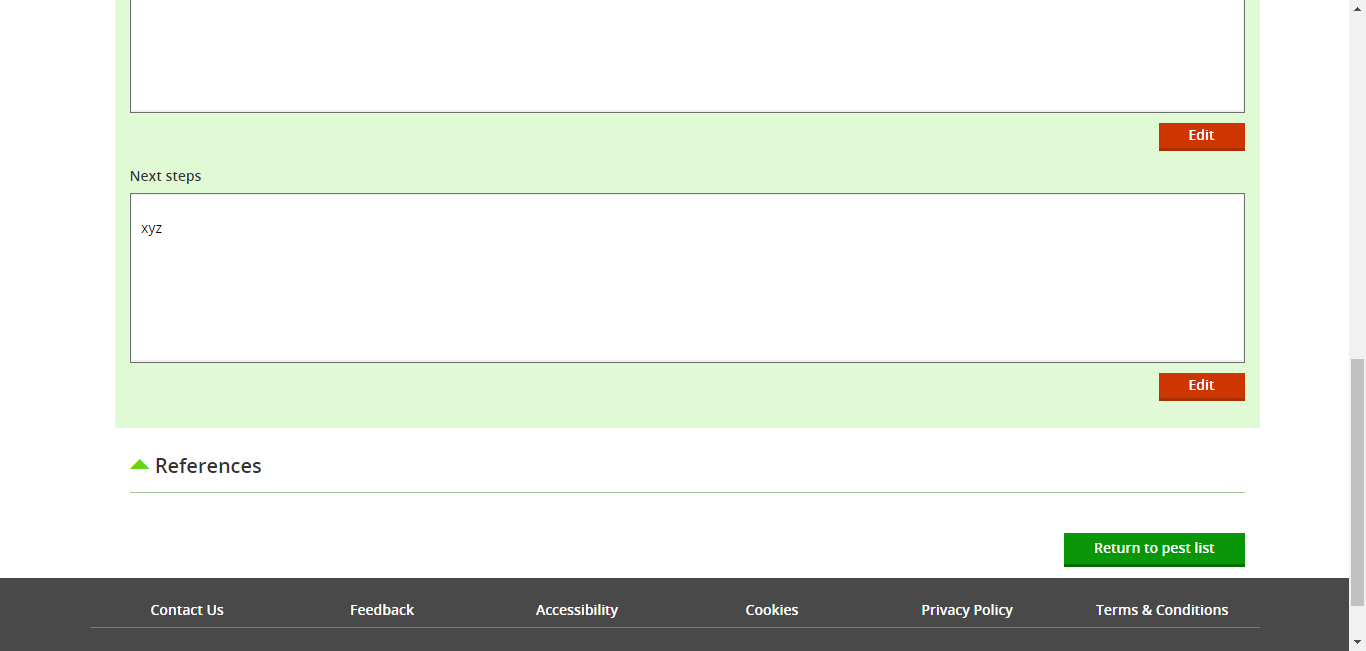 Edit
Next steps
xyz
Edit
References
Return to pest list
Contact Us Feedback Accessibility Cookies Privacy Policy Terms & Conditions